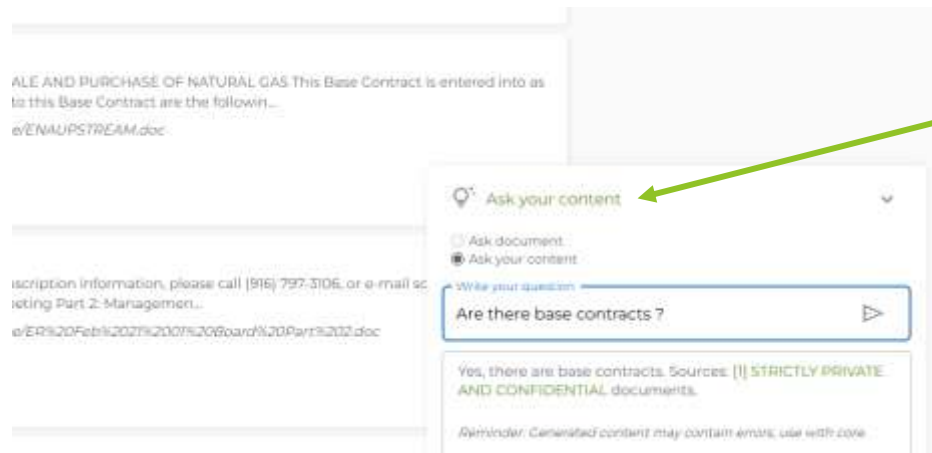 ALE AND PURCHASE OF NATURAL GAS This Base Contract is entered into as
to this Base Contract are the followin...
e/ENAUPSTREAM.doc
Ask your content
Ask document
Ask your content
scription information, please call (916) 797-3106, or e-mail sc
eting Part 2: Managemen...
e/ER%20Feb%2021%2001%20Board%20Part%202.doc
Write your question
Are there base contracts ?
Yes, there are base contracts. Sources: [1] STRICTLY PRIVATE
AND CONFIDENTIAL documents.
Reminder: Generated content may contain errors, use with care